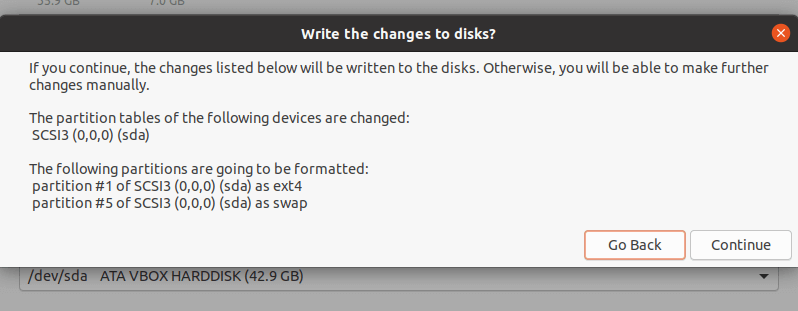 33.9 GB 7.0 GB
Write the changes to disks?
If you continue, the changes listed below will be written to the disks. Otherwise, you will be able to make further
changes manually.
The partition tables of the following devices are changed:
SCSI3 (0,0,0) (sda)
The following partitions are going to be formatted:
partition #1 of SCSI3 (0,0,0) (sda) as ext4
partition #5 of SCSI3 (0,0,0) (sda) as swap
Go Back Continue
/dev/sda ATA VBOX HARDDISK (42.9 GB)